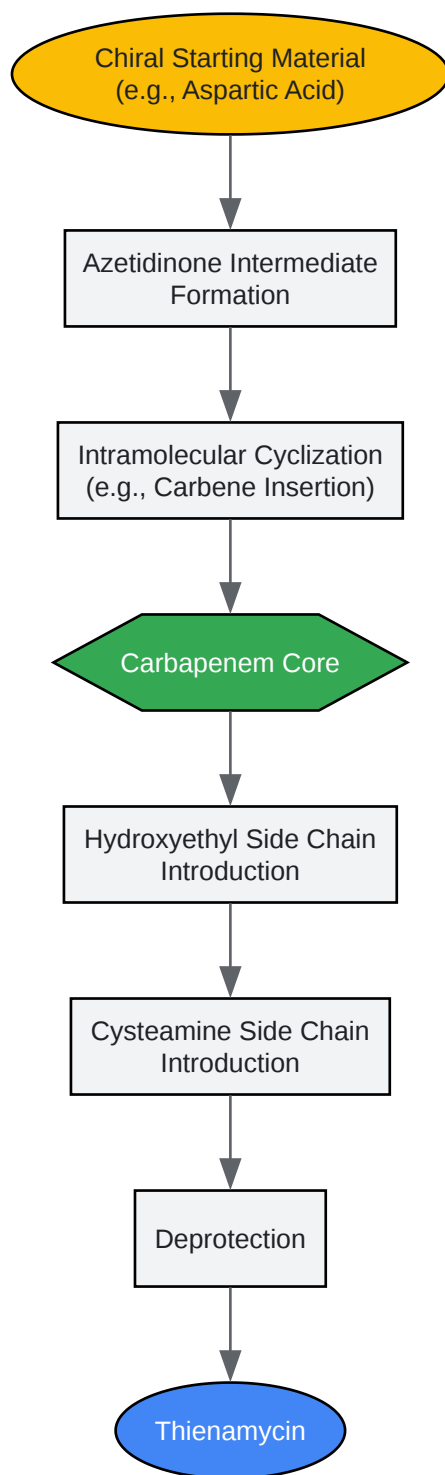 Chiral Starting Material
(e.g., Aspartic Acid)
Azetidinone Intermediate
Formation
Intramolecular Cyclization
(e.g., Carbene Insertion)
Carbapenem Core
Hydroxyethyl Side Chain
Introduction
Cysteamine Side Chain
Introduction
Deprotection
Thienamycin